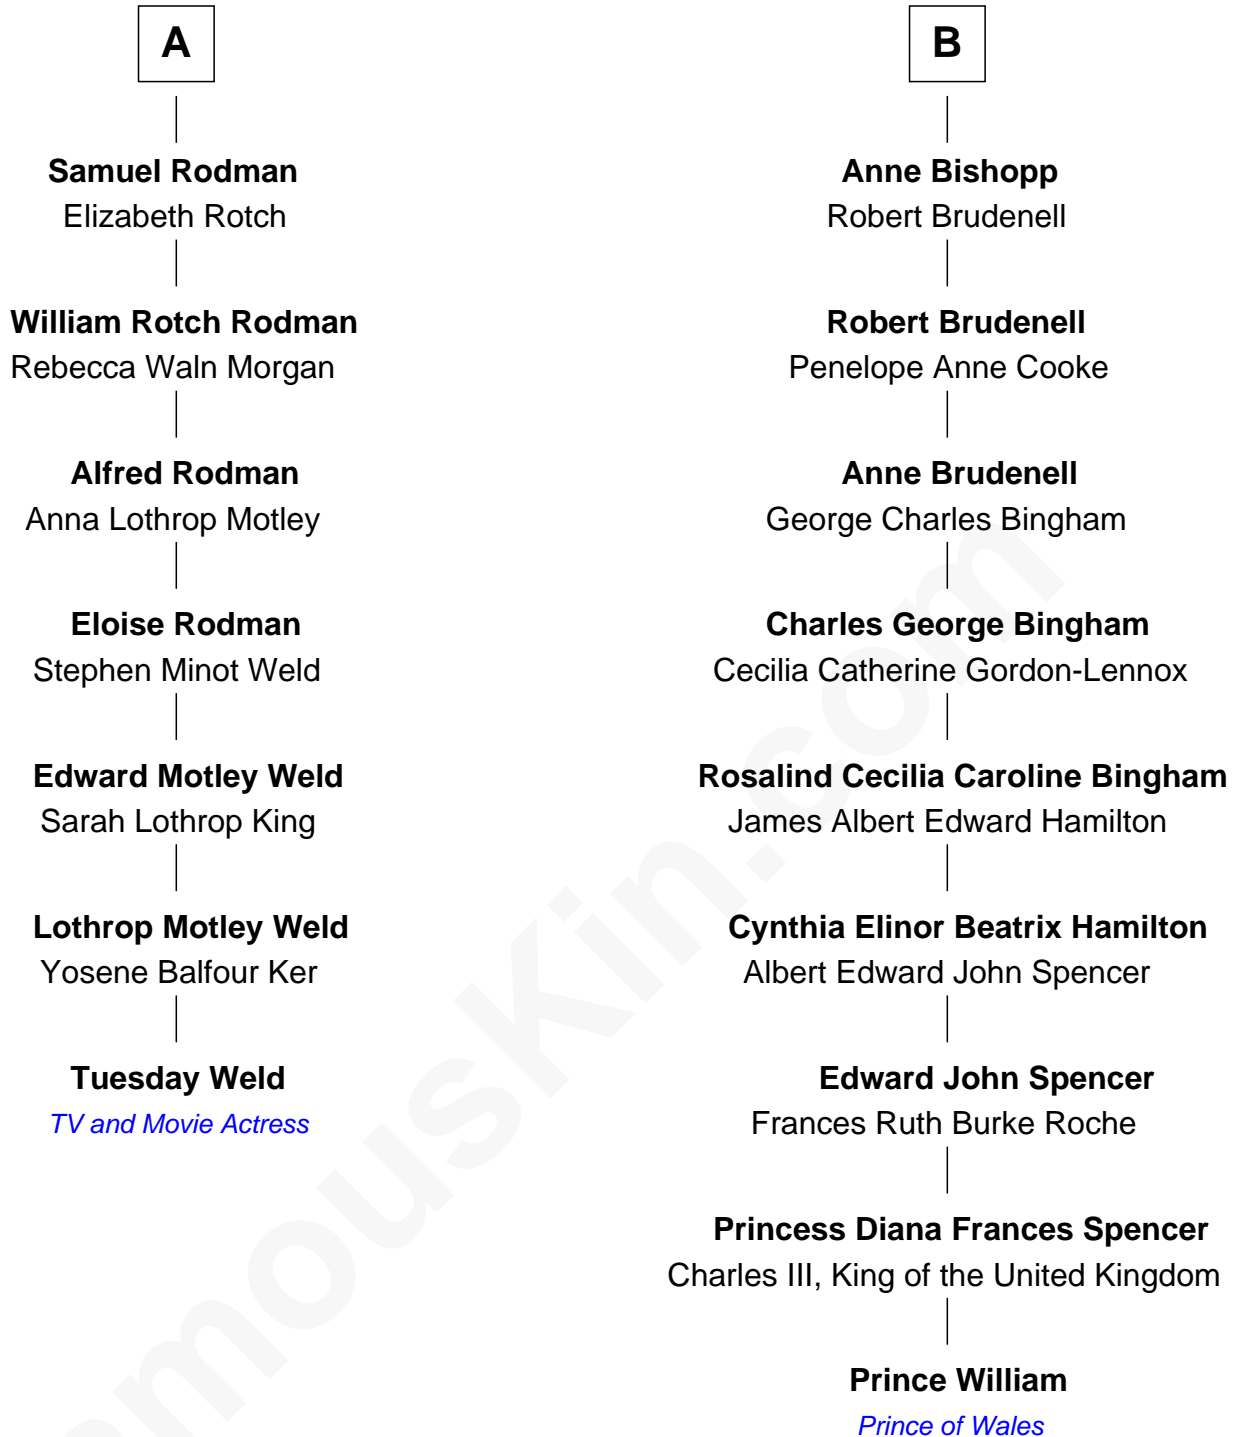 A
Samuel Rodman
Elizabeth Rotch
William Rotch Rodman
Rebecca Waln Morgan
Alfred Rodman
Anna Lothrop Motley
Eloise Rodman
Stephen Minot Weld
Edward Motley Weld
Sarah Lothrop King
Lothrop Motley Weld
Yosene Balfour Ker
Tuesday Weld
TV and Movie Actress
B
Anne Bishopp
Robert Brudenell
Robert Brudenell
Penelope Anne Cooke
Anne Brudenell
George Charles Bingham
Charles George Bingham
Cecilia Catherine Gordon-Lennox
Rosalind Cecilia Caroline Bingham
James Albert Edward Hamilton
Cynthia Elinor Beatrix Hamilton
Albert Edward John Spencer
Edward John Spencer
Frances Ruth Burke Roche
Princess Diana Frances Spencer
Charles III, King of the United Kingdom
Prince William
Prince of Wales
amousKin.com